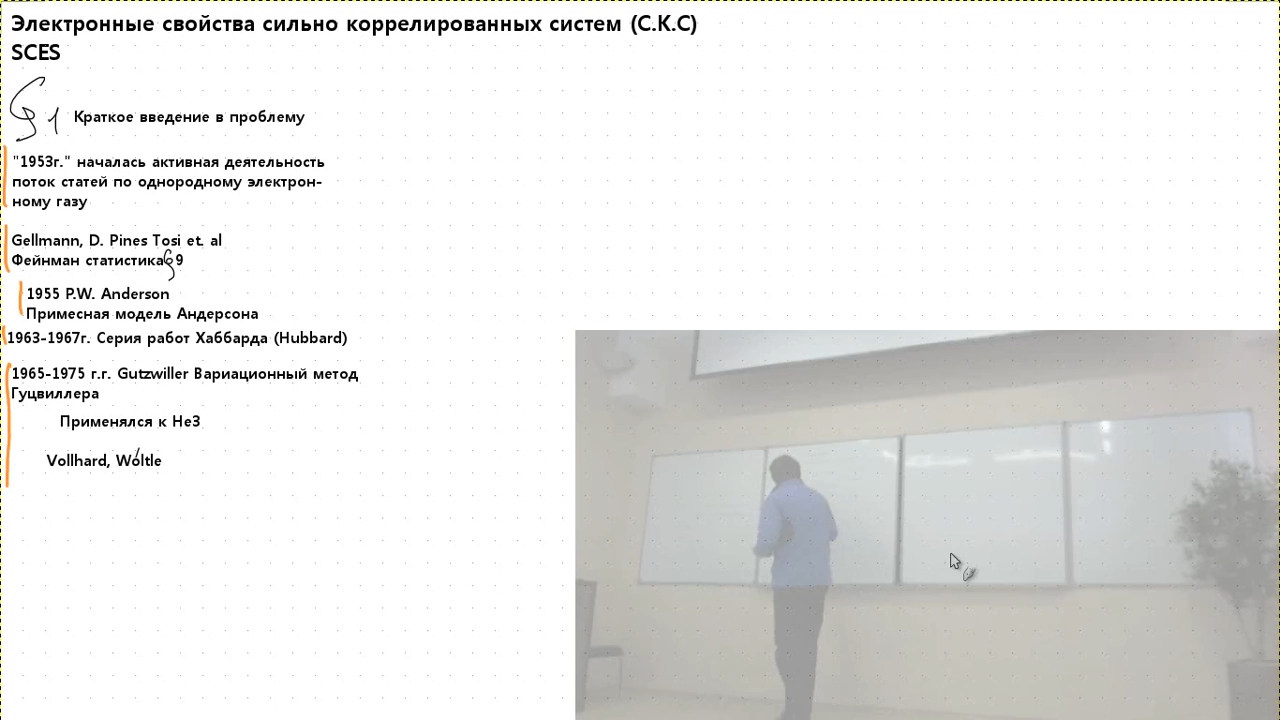 Электронные свойства сильно коррелированных систем (С.К.С)
SCES
§ 1 Краткое введение в проблему
"1953г." началась активная деятельность
поток статей по однородному электрон-
ному газу
Gellmann, D. Pines Tosi et. al
Фейнман статистика § 9
1955 P.W. Anderson
Примесная модель Андерсона
1963-1967г. Серия работ Хаббарда (Hubbard)
1965-1975 г.г. Gutzwiller Вариационный метод
Гуцвиллера
Применялся к He3
Vollhard, Woltle